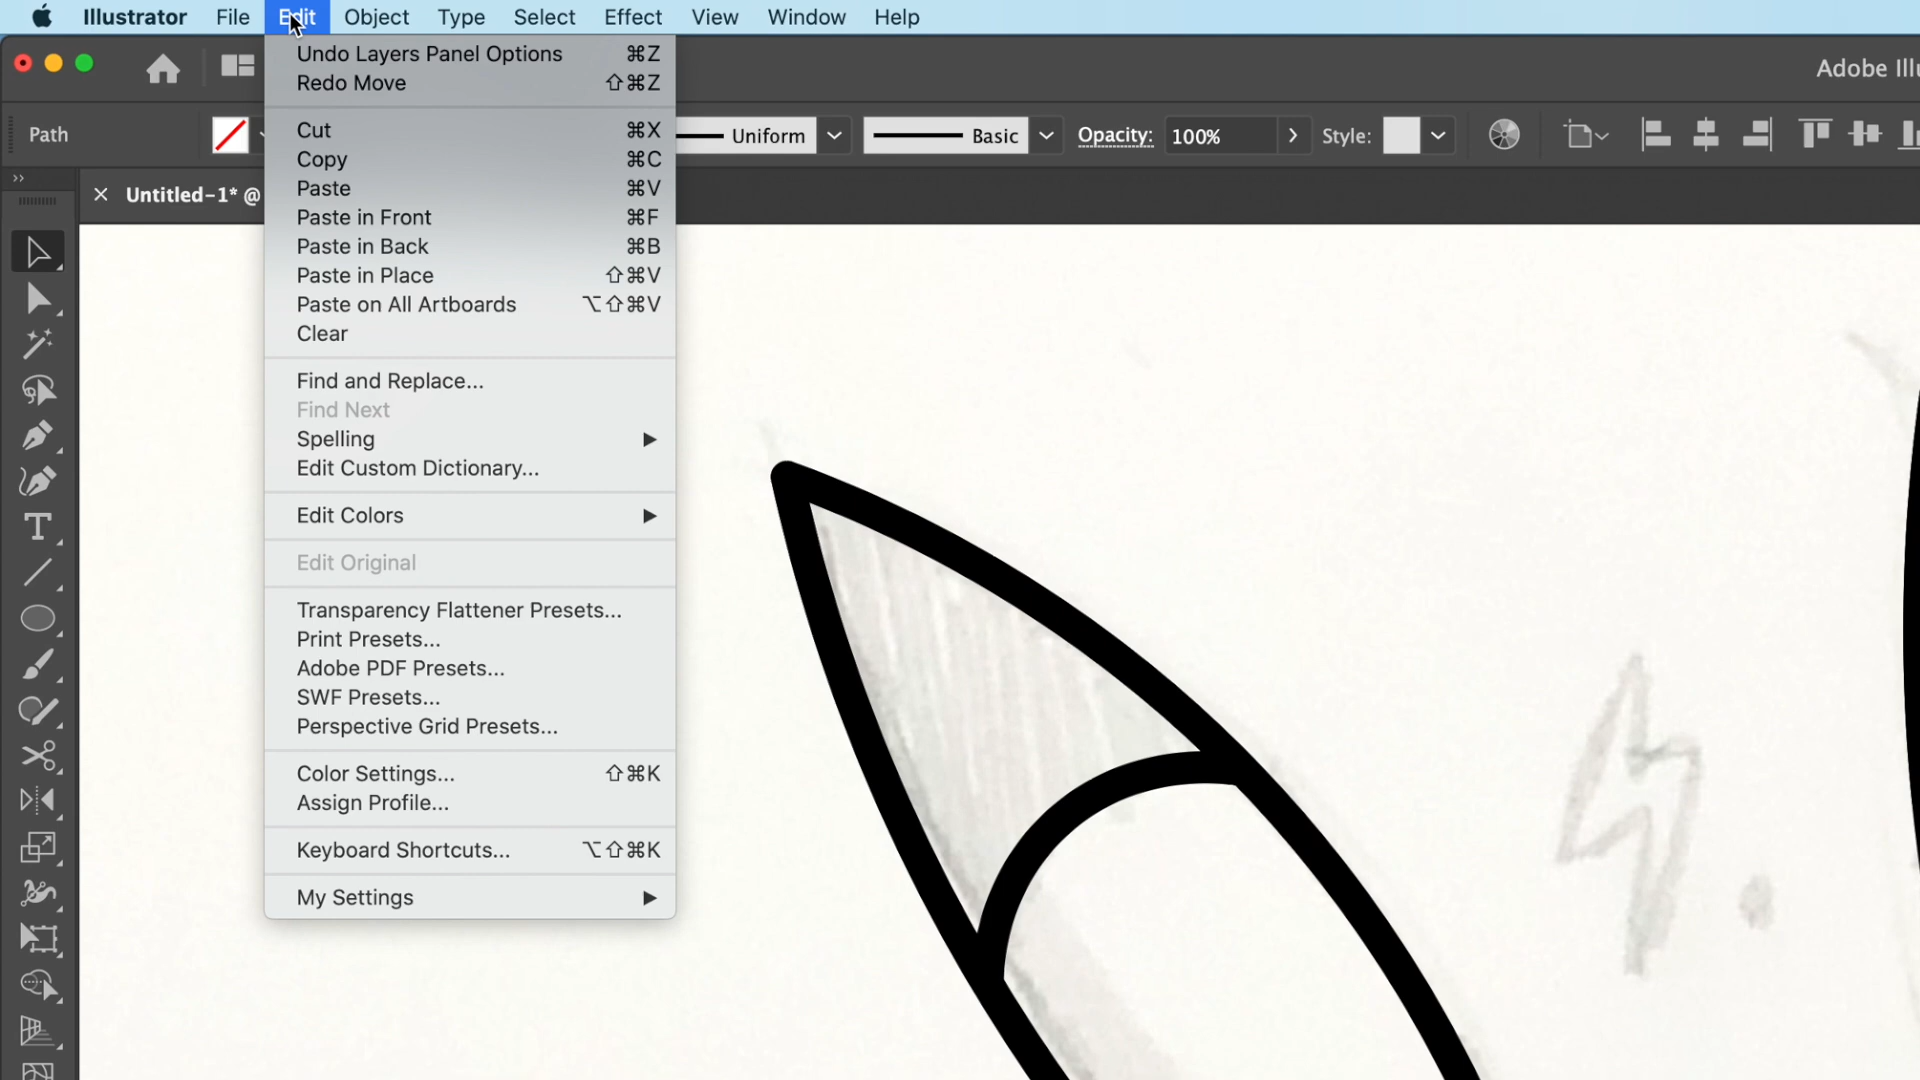 Illustrator File Edit Object Type Select Effect View Window Help
Adobe Illu
Path
Uniform
Basic
Opacity: 100%
Style:
Untitled-1* @
Undo Layers Panel Options ⌘Z
Redo Move ⇧⌘Z
Cut ⌘X
Copy ⌘C
Paste ⌘V
Paste in Front ⌘F
Paste in Back ⌘B
Paste in Place ⇧⌘V
Paste on All Artboards ⌥⇧⌘V
Clear
Find and Replace...
Find Next
Spelling
Edit Custom Dictionary...
Edit Colors
Edit Original
Transparency Flattener Presets...
Print Presets...
Adobe PDF Presets...
SWF Presets...
Perspective Grid Presets...
Color Settings... ⇧⌘K
Assign Profile...
Keyboard Shortcuts... ⌥⇧⌘K
My Settings